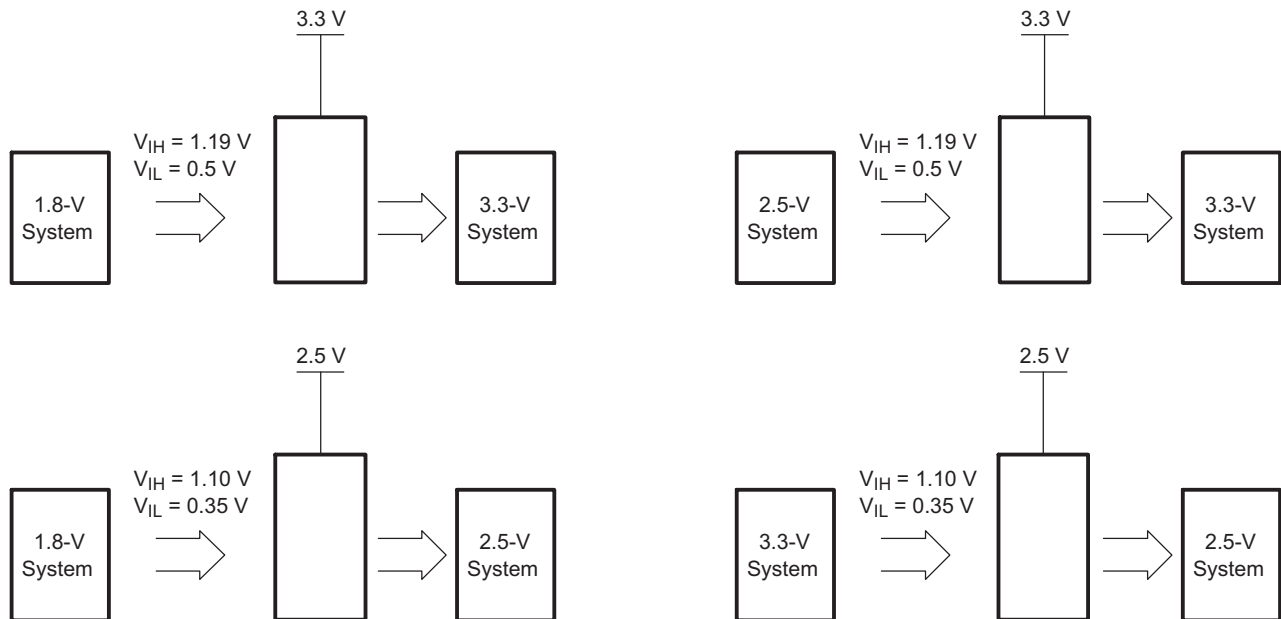 3.3 V
V_IH = 1.19 V
V_IL = 0.5 V
1.8-V
System
3.3-V
System
3.3 V
V_IH = 1.19 V
V_IL = 0.5 V
2.5-V
System
3.3-V
System
2.5 V
V_IH = 1.10 V
V_IL = 0.35 V
1.8-V
System
2.5-V
System
2.5 V
V_IH = 1.10 V
V_IL = 0.35 V
3.3-V
System
2.5-V
System